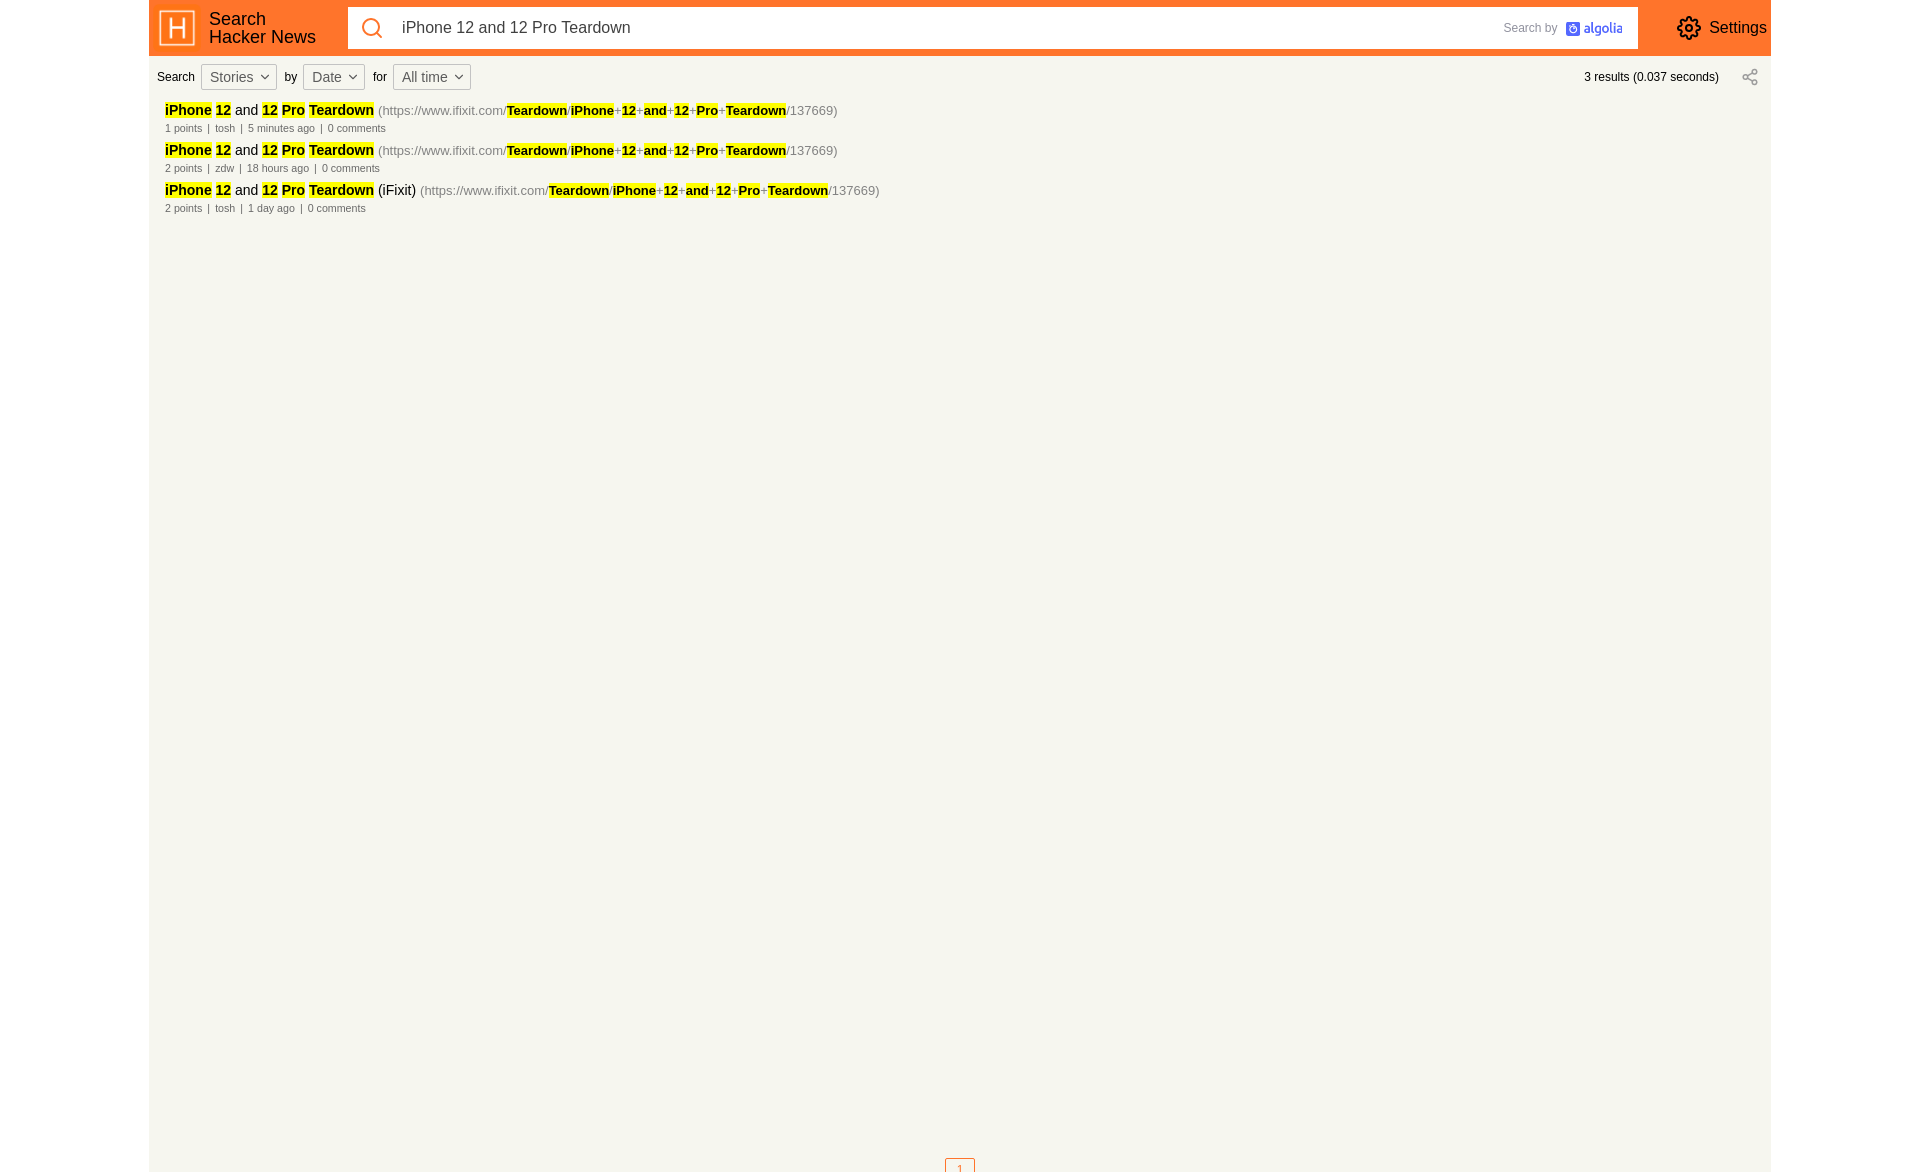 Search
Hacker News
iPhone 12 and 12 Pro Teardown
Search by algolia
Settings
Search Stories by Date for All time
3 results (0.037 seconds)
iPhone 12 and 12 Pro Teardown (https://www.ifixit.com/Teardown/iPhone+12+and+12+Pro+Teardown/137669)
1 points | tosh | 5 minutes ago | 0 comments
iPhone 12 and 12 Pro Teardown (https://www.ifixit.com/Teardown/iPhone+12+and+12+Pro+Teardown/137669)
2 points | zdw | 18 hours ago | 0 comments
iPhone 12 and 12 Pro Teardown (iFixit) (https://www.ifixit.com/Teardown/iPhone+12+and+12+Pro+Teardown/137669)
2 points | tosh | 1 day ago | 0 comments
1